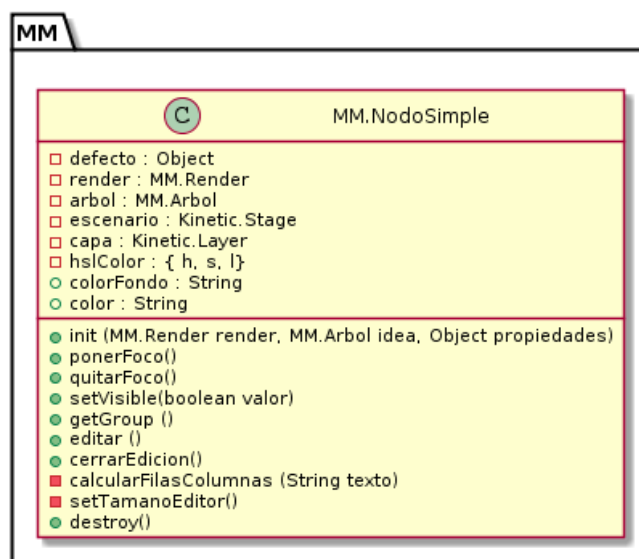 MM
C MM.NodoSimple
defecto : Object
render : MM.Render
arbol : MM.Arbol
escenario : Kinetic.Stage
capa : Kinetic.Layer
hslColor : { h, s, l}
colorFondo : String
color : String
init (MM.Render render, MM.Arbol idea, Object propiedades)
ponerFoco()
quitarFoco()
setVisible(boolean valor)
getGroup ()
editar ()
cerrarEdicion()
calcularFilasColumnas (String texto)
setTamanoEditor()
destroy()